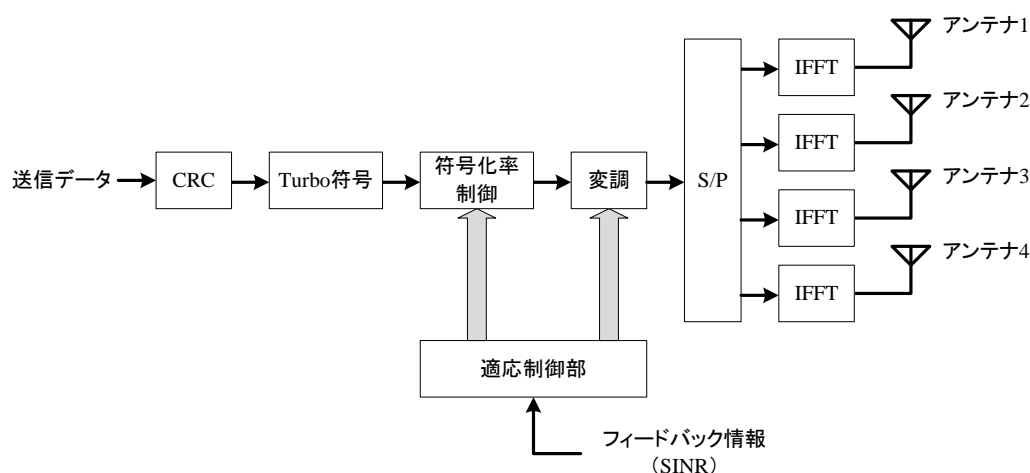 アンテナ1
IFFT
アンテナ2
IFFT
送信データ
CRC
Turbo符号
符号化率
制御
変調
S/P
アンテナ3
IFFT
アンテナ4
IFFT
適応制御部
フィードバック情報
(SINR)